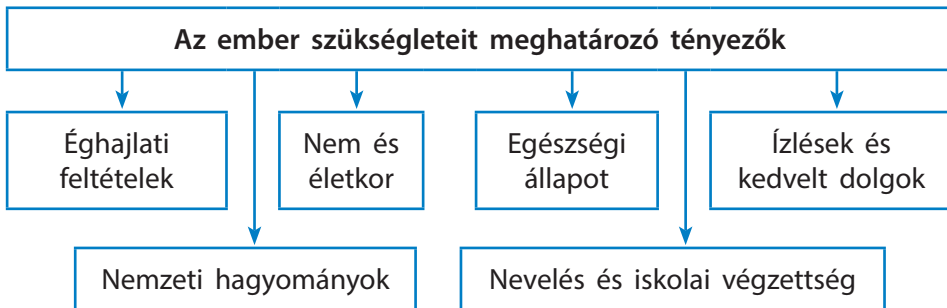 Az ember szükségleteit meghatározó tényezők
Éghajlati
feltételek
Nem és
életkor
Egészségi
állapot
Ízlések és
kedvelt dolgok
Nemzeti hagyományok
Nevelés és iskolai végzettség